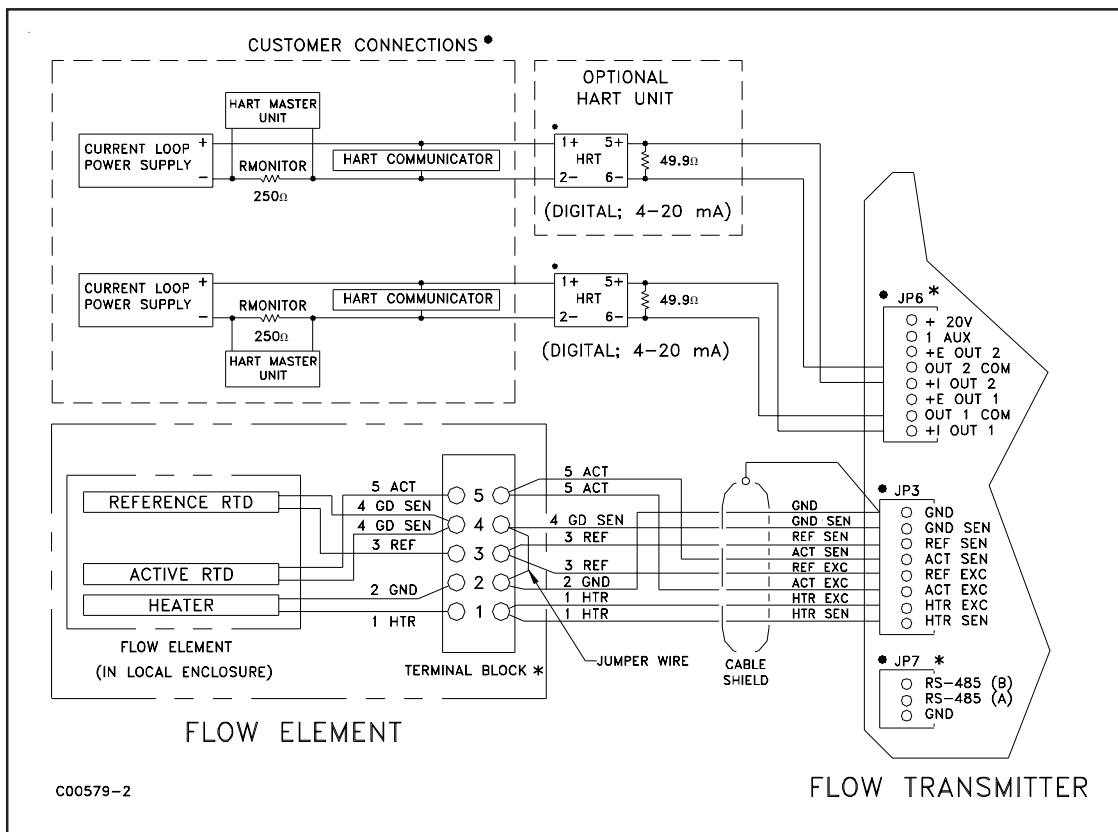 CUSTOMER CONNECTIONS
OPTIONAL
HART UNIT
HART MASTER
UNIT
CURRENT LOOP
POWER SUPPLY
+
−
RMONITOR
250Ω
HART COMMUNICATOR
1+
2−
HRT
5+
6−
49.9Ω
(DIGITAL; 4−20 mA)
CURRENT LOOP
POWER SUPPLY
+
−
RMONITOR
250Ω
HART MASTER
UNIT
HART COMMUNICATOR
1+
2−
HRT
5+
6−
49.9Ω
(DIGITAL; 4−20 mA)
JP6 *
+ 20V
1 AUX
+E OUT 2
OUT 2 COM
+I OUT 2
+E OUT 1
OUT 1 COM
+I OUT 1
REFERENCE RTD
ACTIVE RTD
HEATER
FLOW ELEMENT
(IN LOCAL ENCLOSURE)
5 ACT
4 GD SEN
4 GD SEN
3 REF
2 GND
1 HTR
5
4
3
2
1
TERMINAL BLOCK *
5 ACT
5 ACT
4 GD SEN
3 REF
3 REF
2 GND
1 HTR
1 HTR
JUMPER WIRE
CABLE
SHIELD
GND
GND SEN
REF SEN
ACT SEN
REF EXC
ACT EXC
HTR EXC
HTR SEN
JP3
GND
GND SEN
REF SEN
ACT SEN
REF EXC
ACT EXC
HTR EXC
HTR SEN
JP7 *
RS-485 (B)
RS-485 (A)
GND
FLOW ELEMENT
FLOW TRANSMITTER
C00579-2